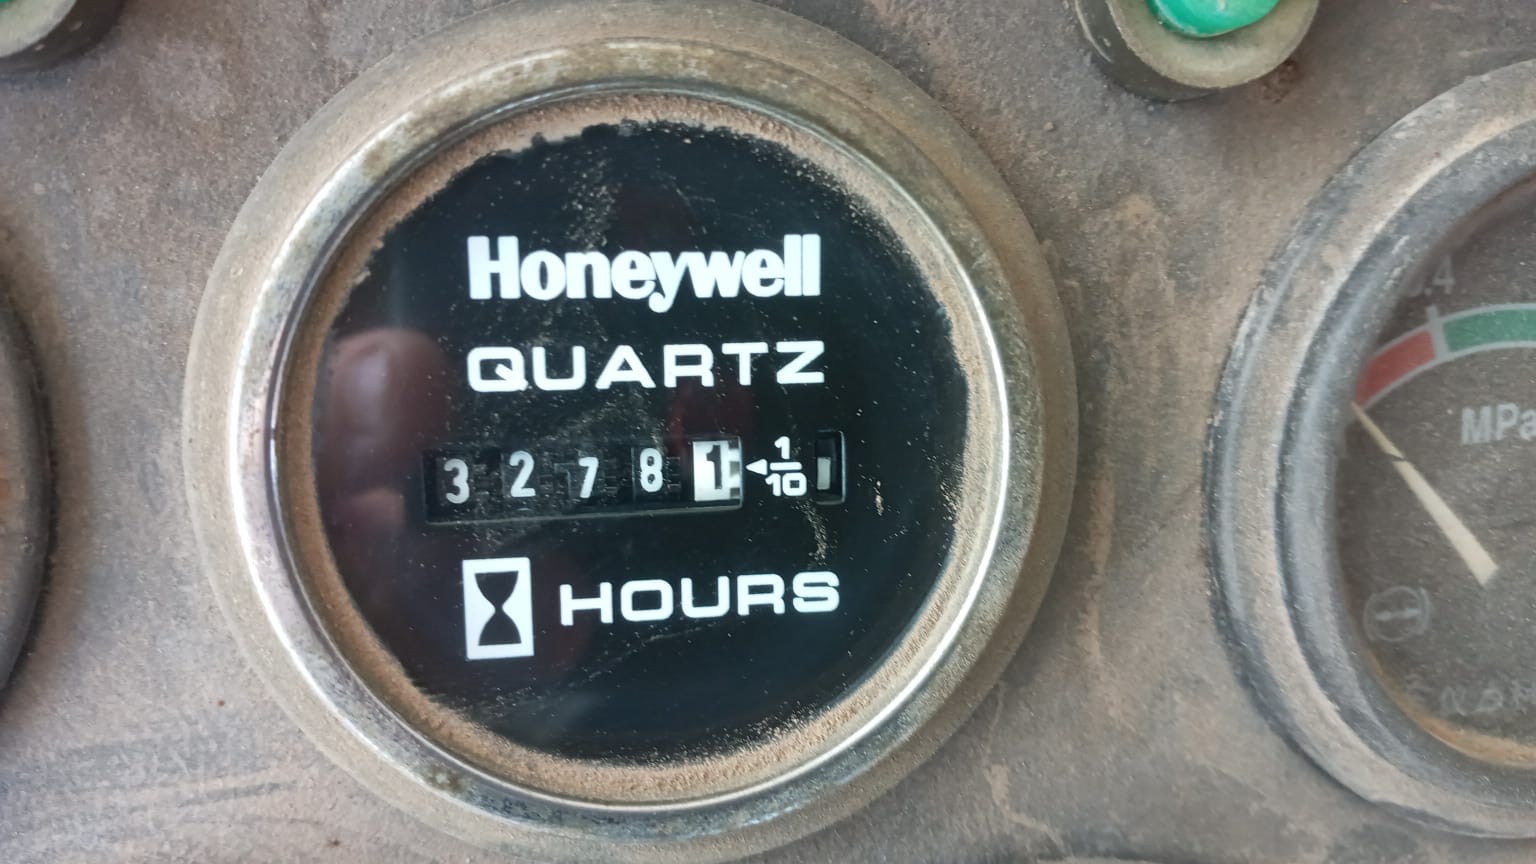 Honeywell
QUARTZ
3 2 7 8 1 1/10
HOURS
MPa